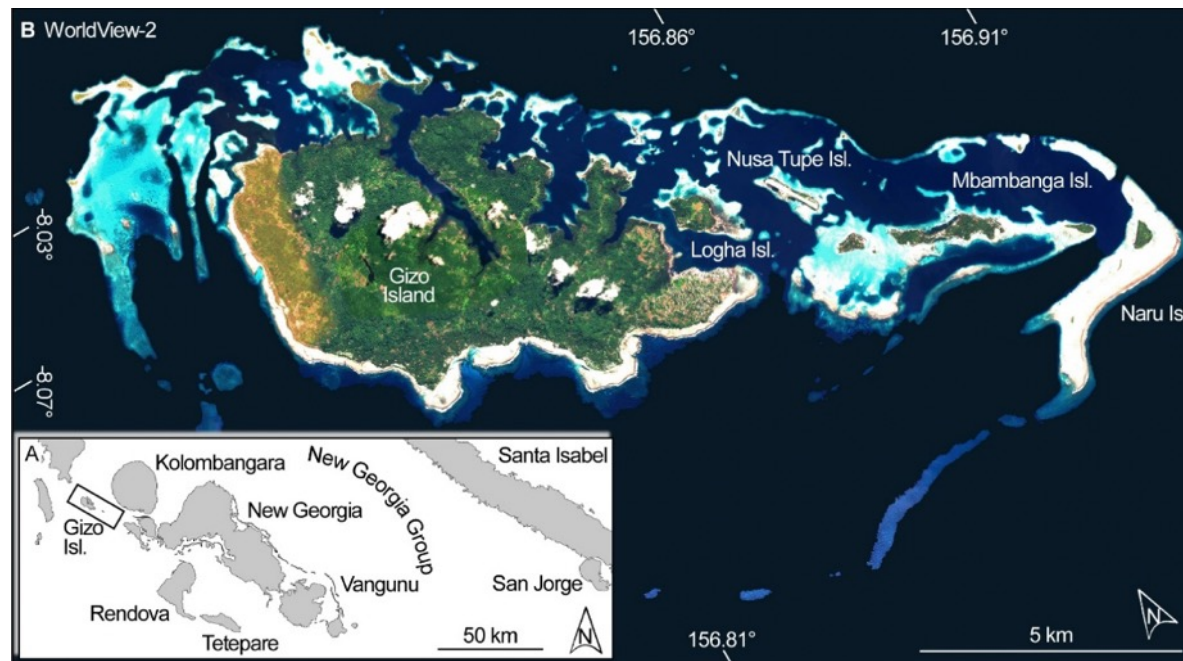 B WorldView-2
156.86°
156.91°
Nusa Tupe Isl.
Mbambanga Isl.
-8.03°
Logha Isl.
Gizo
Island
Naru Is
-8.07°
A
Kolombangara
New Georgia Group
Santa Isabel
New Georgia
Gizo
Isl.
Vangunu
San Jorge
Rendova
Tetepare
50 km
N
156.81°
5 km
N